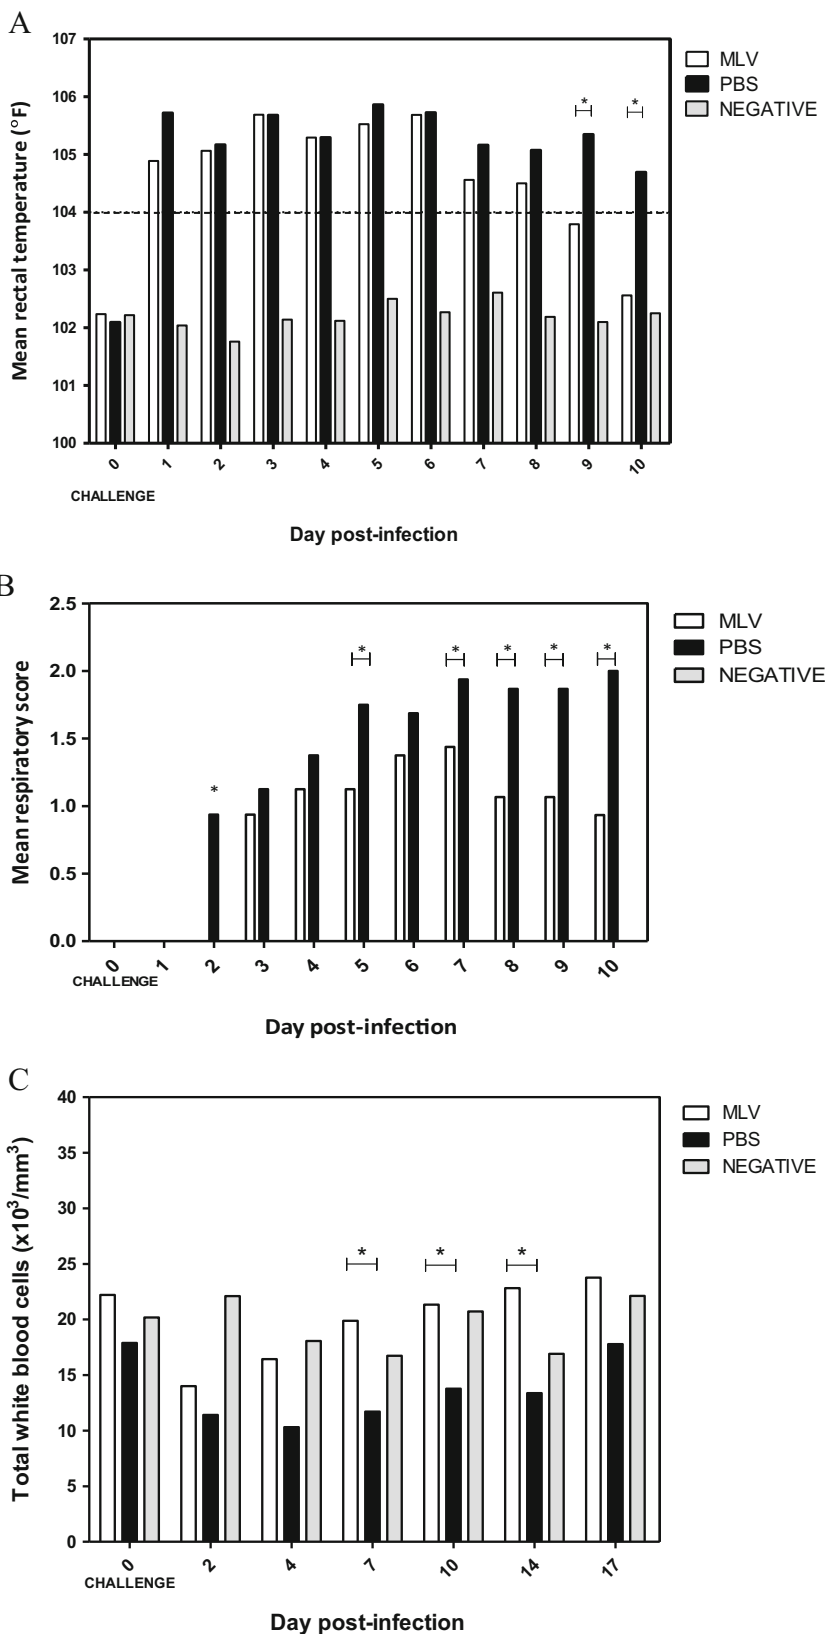 A
107
106
105
104
103
102
101
100
Mean rectal temperature (°F)
MLV
PBS
NEGATIVE
* *
0 1 2 3 4 5 6 7 8 9 10
CHALLENGE
Day post-infection
B
2.5
2.0
1.5
1.0
0.5
0.0
Mean respiratory score
MLV
PBS
NEGATIVE
* * * * * *
0 1 2 3 4 5 6 7 8 9 10
CHALLENGE
Day post-infection
C
40
35
30
25
20
15
10
5
0
Total white blood cells (x10³/mm³)
MLV
PBS
NEGATIVE
* * *
0 2 4 7 10 14 17
CHALLENGE
Day post-infection